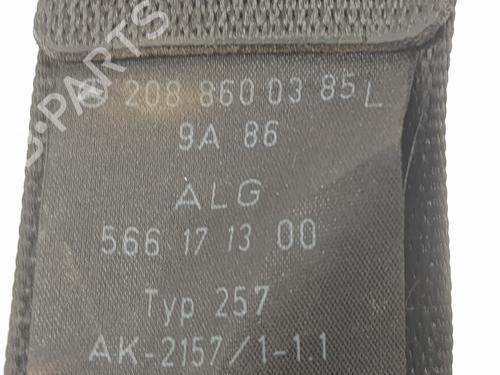 208 860 03 85 L
9A 86
ALG
566 17 13 00
Typ 257
AK-2157/1-1.1